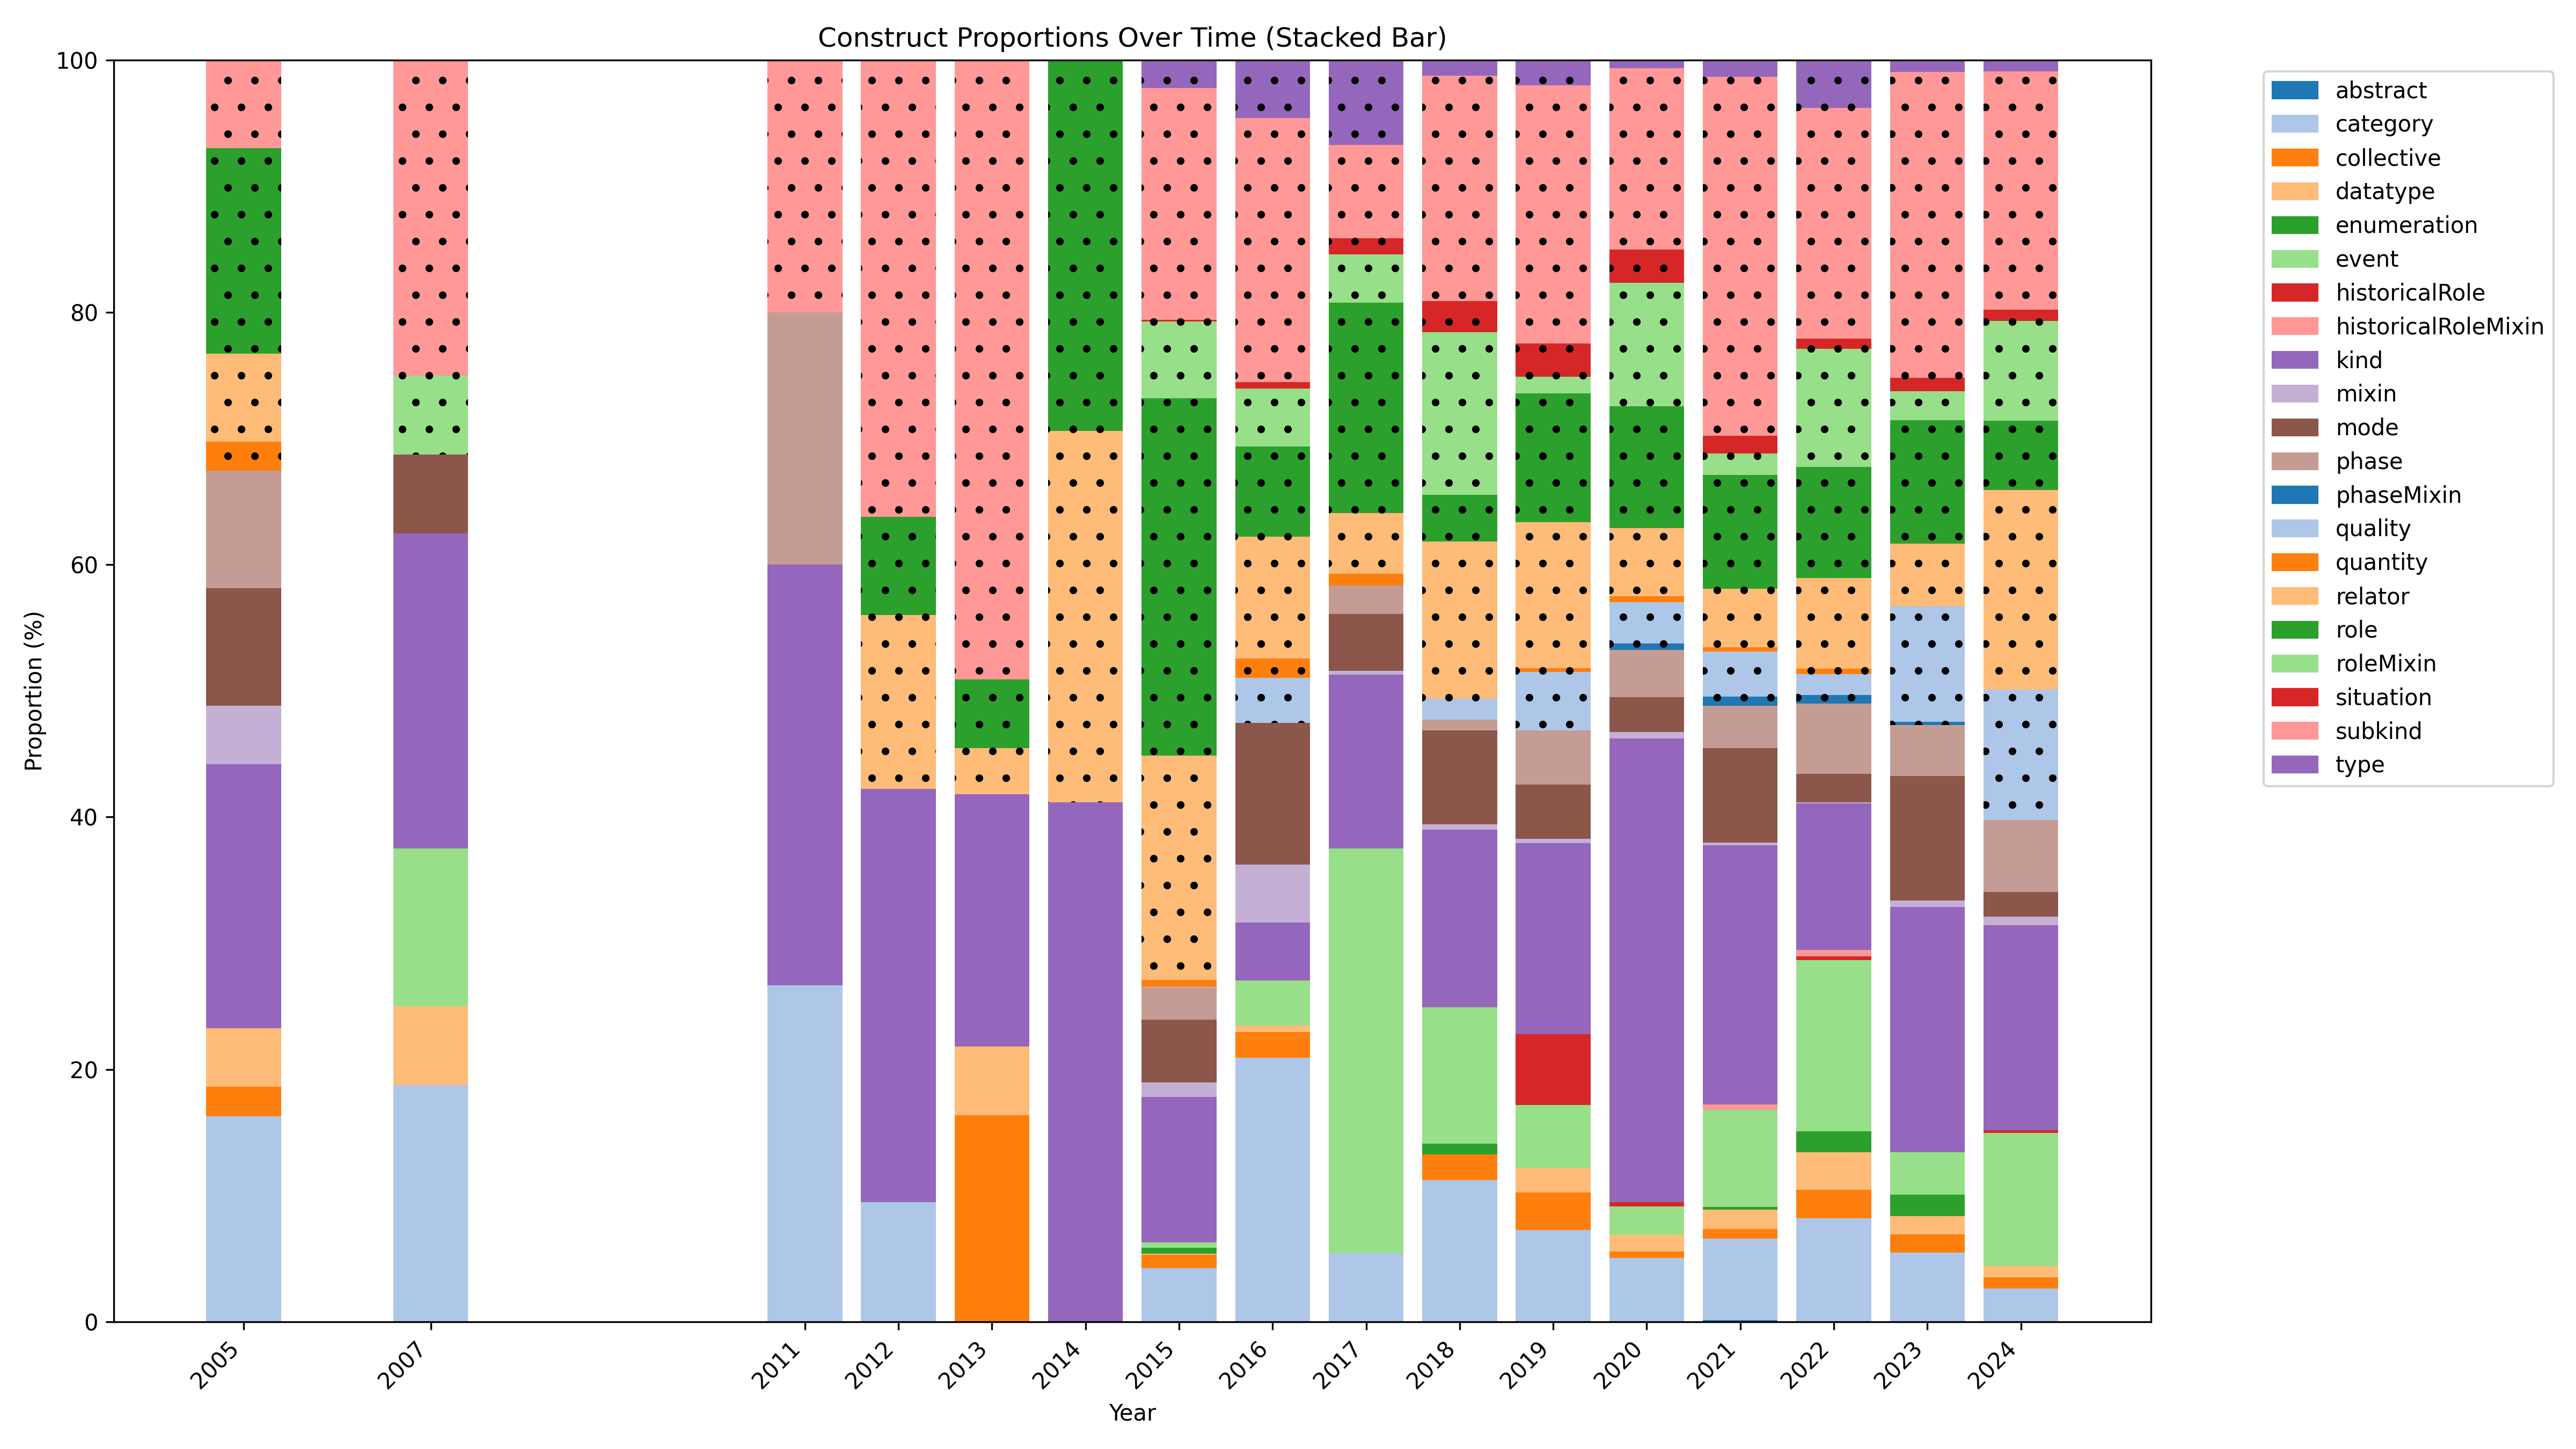 Construct Proportions Over Time (Stacked Bar)
Proportion (%)
100
80
60
40
20
0
2005
2007
2011
2012
2013
2014
2015
2016
2017
2018
2019
2020
2021
2022
2023
2024
Year
abstract
category
collective
datatype
enumeration
event
historicalRole
historicalRoleMixin
kind
mixin
mode
phase
phaseMixin
quality
quantity
relator
role
roleMixin
situation
subkind
type